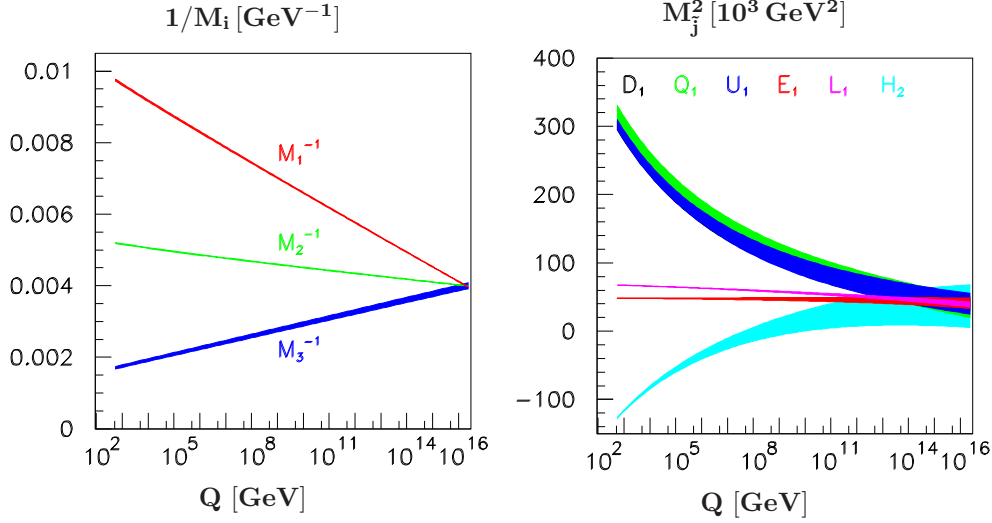 1/M_i [GeV⁻¹]
0.01
0.008
0.006
0.004
0.002
0
M₁⁻¹
M₂⁻¹
M₃⁻¹
10² 10⁵ 10⁸ 10¹¹ 10¹⁴ 10¹⁶
Q [GeV]
M²_j̃ [10³ GeV²]
400
300
200
100
0
−100
D₁ Q₁ U₁ E₁ L₁ H₂
10² 10⁵ 10⁸ 10¹¹ 10¹⁴ 10¹⁶
Q [GeV]